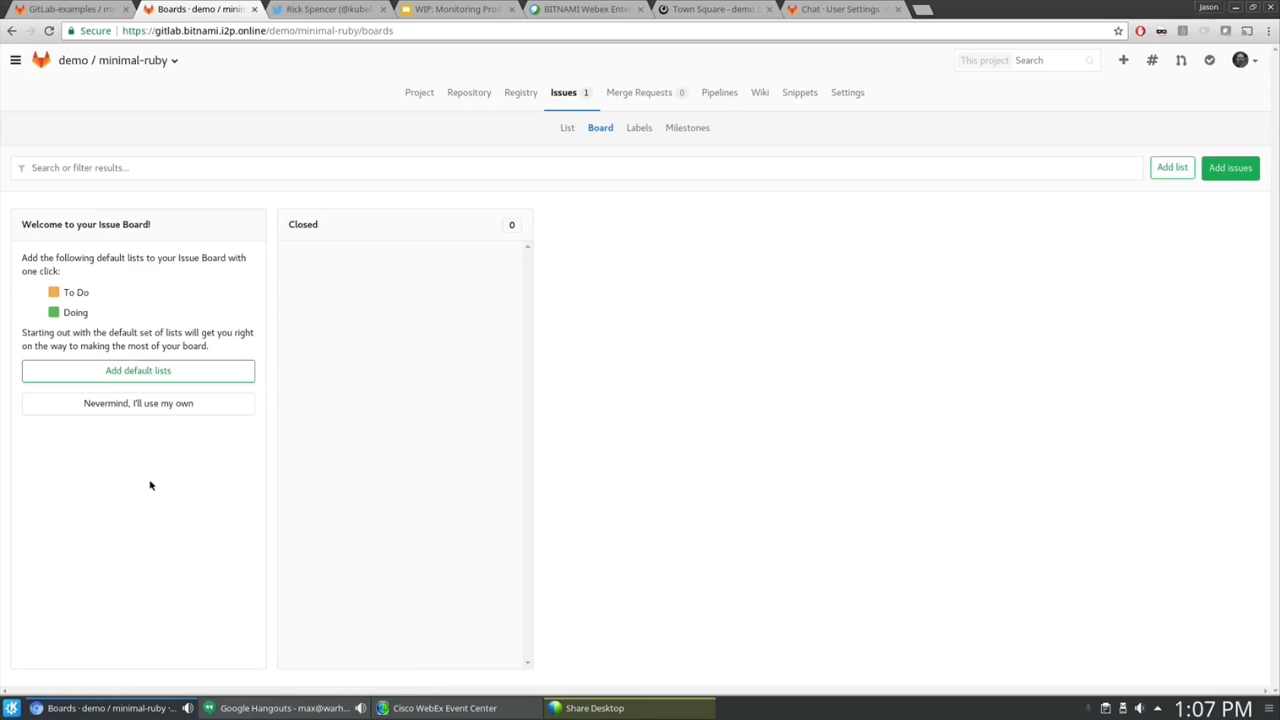 GitLab-examples / mi
Boards · demo / minim
Rick Spencer (@kubel
WIP: Monitoring Prod
BITNAMI Webex Ente
Town Square - demo
Chat · User Settings
Jason
Secure
https://gitlab.bitnami.i2p.online/demo/minimal-ruby/boards
demo / minimal-ruby
This project Search
Project Repository Registry Issues 1 Merge Requests 0 Pipelines Wiki Snippets Settings
List Board Labels Milestones
Search or filter results...
Add list
Add issues
Welcome to your Issue Board!
Add the following default lists to your Issue Board with
one click:
To Do
Doing
Starting out with the default set of lists will get you right
on the way to making the most of your board.
Add default lists
Nevermind, I'll use my own
Closed 0
Boards · demo / minimal-ruby · ...
Google Hangouts - max@warh...
Cisco WebEx Event Center
Share Desktop
1:07 PM